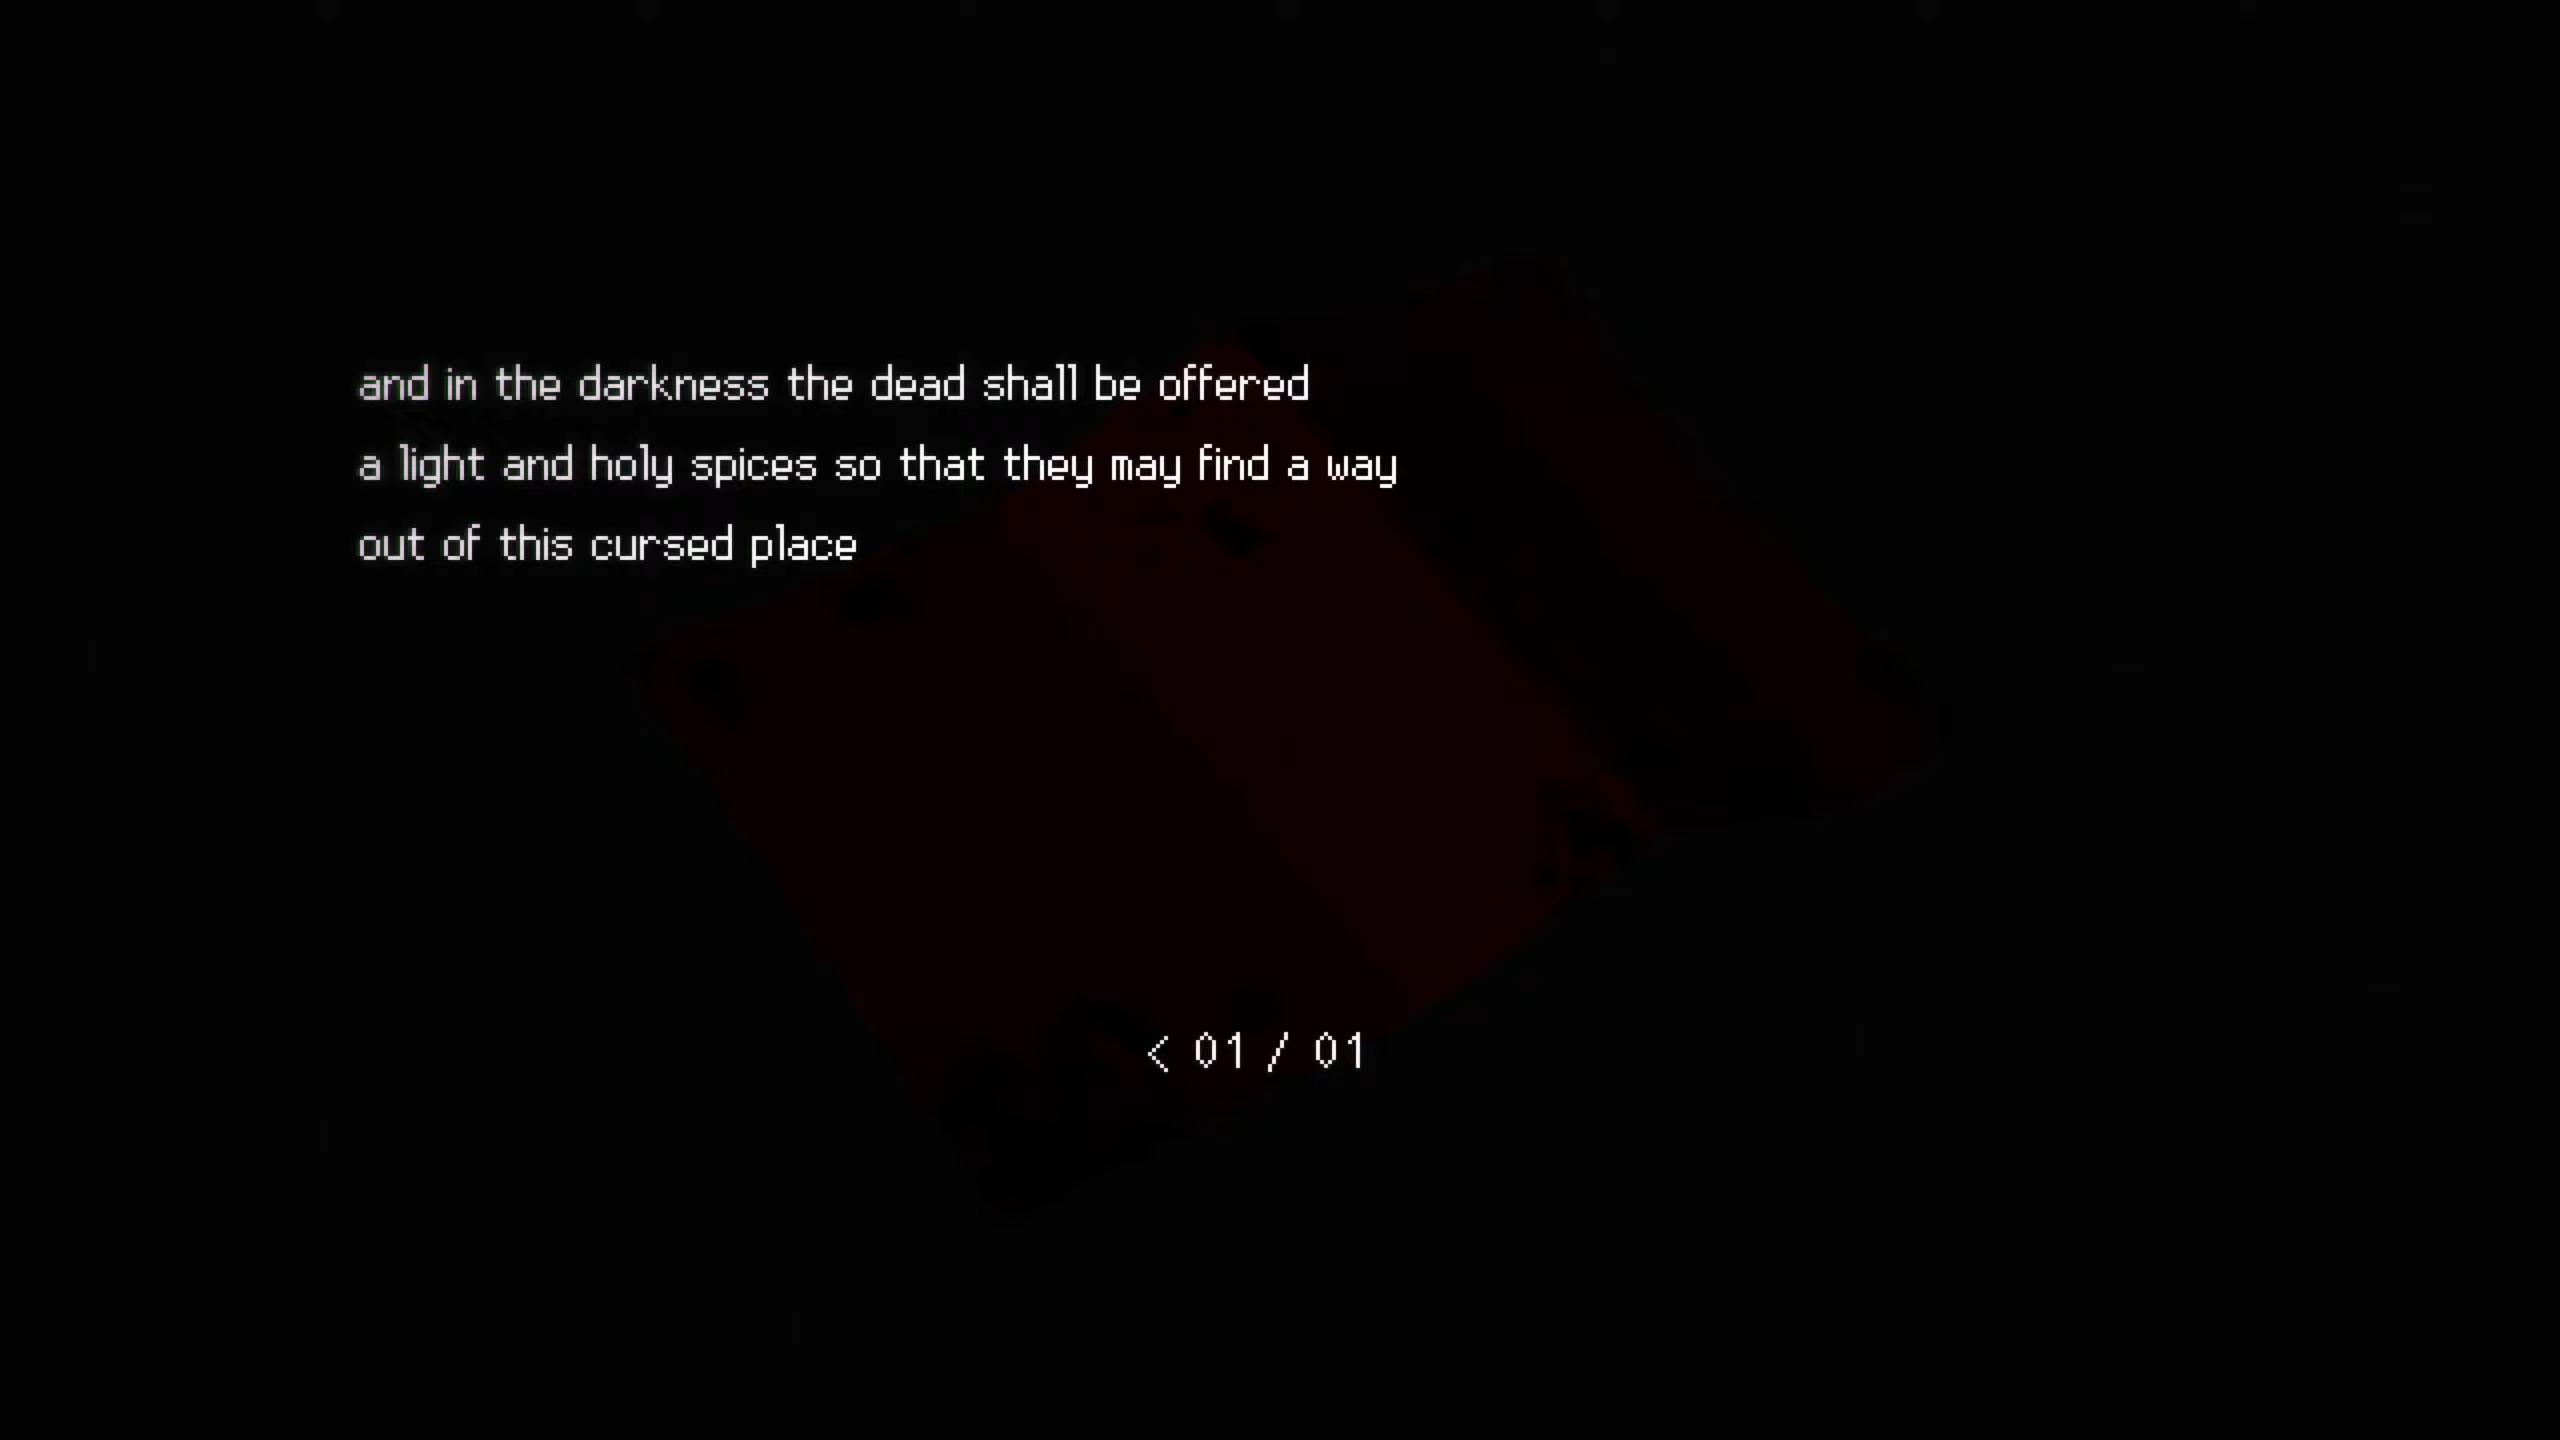 and in the darkness the dead shall be offered
a light and holy spices so that they may find a way
out of this cursed place
< 01 / 01